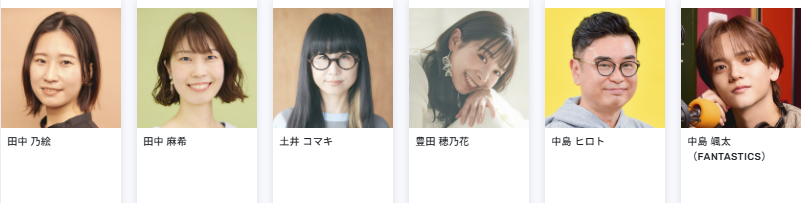 田中 乃絵
田中 麻希
土井 コマキ
豊田 穂乃花
中島 ヒロト
中島 颯太
（FANTASTICS）